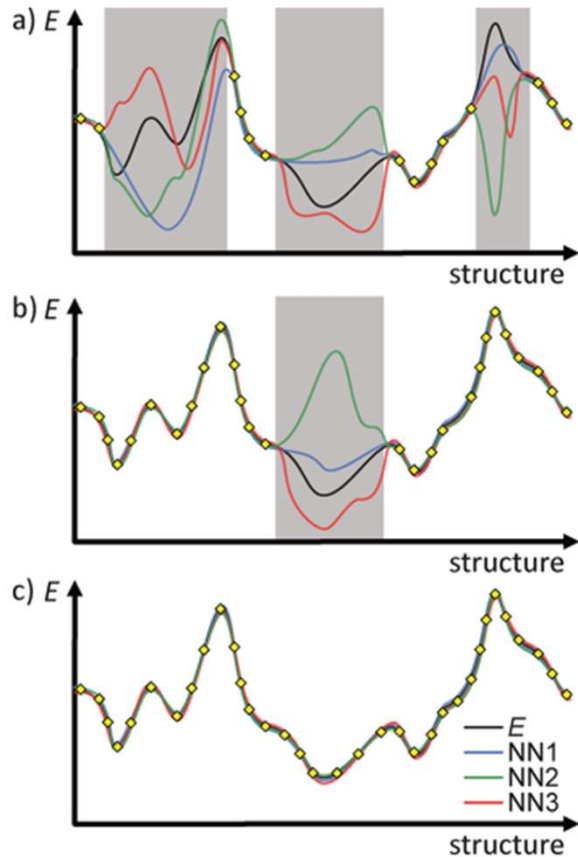 a) E
structure
b) E
structure
c) E
E
NN1
NN2
NN3
structure